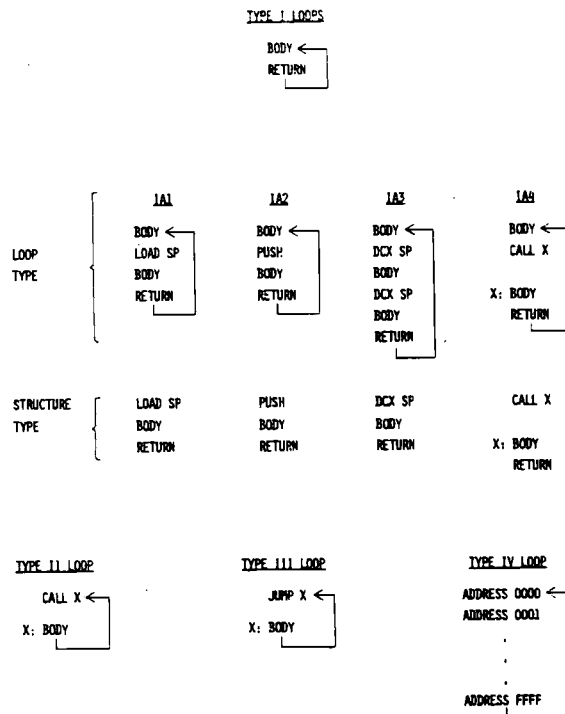 TYPE I LOOPS
BODY
RETURN
IA1 IA2 IA3 IA4
LOOP TYPE
BODY
LOAD SP
BODY
RETURN
BODY
PUSH
BODY
RETURN
BODY
DCX SP
BODY
DCX SP
BODY
RETURN
BODY
CALL X
X: BODY
RETURN
STRUCTURE TYPE
LOAD SP
BODY
RETURN
PUSH
BODY
RETURN
DCX SP
BODY
RETURN
CALL X
X: BODY
RETURN
TYPE II LOOP
CALL X
X: BODY
TYPE III LOOP
JUMP X
X: BODY
TYPE IV LOOP
ADDRESS 0000
ADDRESS 0001
.
.
.
ADDRESS FFFF